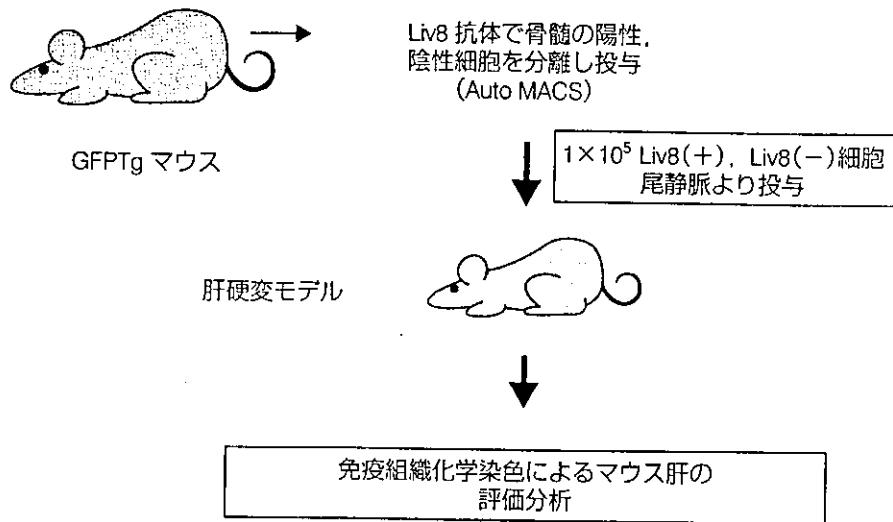 Liv8 抗体で骨髄の陽性,
陰性細胞を分離し投与
(Auto MACS)
GFPTg マウス
1×10⁵ Liv8(+), Liv8(−)細胞
尾静脈より投与
肝硬変モデル
免疫組織化学染色によるマウス肝の
評価分析